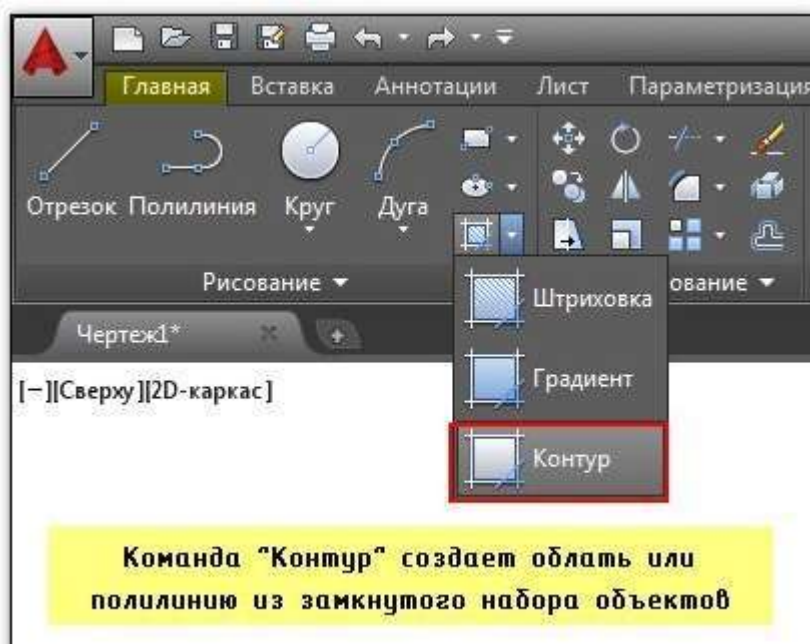 Главная Вставка Аннотации Лист Параметризация
Отрезок Полилиния Круг Дуга
Рисование
ование
Штриховка
Чертеж1*
Градиент
[−][Сверху][2D-каркас]
Контур
Команда "Контур" создает облать или
полилинию из замкнутого набора объектов